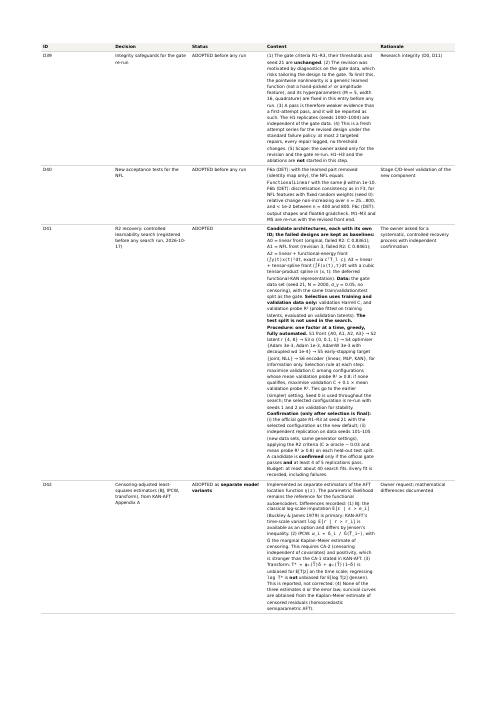 ID Decision Status Content Rationale
D39 Integrity safeguards for the gate re-run ADOPTED before any run
(1) The gate criteria R1–R3, their thresholds and
seed 21 are unchanged. (2) The revision was
motivated by diagnostics on the gate data, which
risks tailoring the design to the gate. To limit this,
the pointwise nonlinearity is a generic learned
function (not a hand-picked x² or amplitude
feature), and its hyperparameters (M = 5, width
16, quadrature) are fixed in this entry before any
run. (3) A pass is therefore weaker evidence than
a first-attempt pass, and it will be reported as
such. The H1 replicates (seeds 1000–1004) are
independent of the gate data. (4) This is a fresh
attempt series for the revised design under the
standard failure policy: at most 2 targeted
repairs, every repair logged, no threshold
changes. (5) Scope: the owner asked only for the
revision and the gate re-run. H1–H3 and the
ablations are not started in this step.
Research integrity (D0, D11)
D40 New acceptance tests for the NFL ADOPTED before any run
F6a (DET): with the learned part removed
(identity map only), the NFL equals
FunctionalLinear with the same β within 1e-10.
F6b (DET): discretisation consistency as in F3, for
NFL features with fixed random weights (seed 0):
relative change non-increasing over n = 25…800,
and < 1e-2 between n = 400 and 800. F6c (DET):
output shapes and floated gradcheck. M1–M3 and
M5 are re-run with the revised front end.
Stage C/D-level validation of the
new component
D41 R2 recovery: controlled
learnability search (registered
before any search run, 2026-10-
17)
ADOPTED
Candidate architectures, each with its own
ID; the failed designs are kept as baselines:
A0 = linear front (original, failed R2: C 0.8361);
A1 = NFL front (revision 3, failed R2: C 0.8461);
A2 = linear + functional-energy front
A3 = linear
with a cubic
tensor-product spline in (x, t) the deferred
functional-KAN representation). Data: the gate
data set (seed 21, N = 2000, σ_y = 0.05, no
censoring), with the same train/validation/test
split as the gate. Selection uses training and
validation data only: validation Harrell C, and
validation probe R² (probe fitted on training
latents, evaluated on validation latents). The
test split is not used in the search.
Procedure: one factor at a time, greedy,
fully automated. S1 front {A0, A1, A2, A3} → S2
latent r {4, 8} → S3 α {0, 0.1, 1} → S4 optimiser
{Adam 3e-3, Adam 1e-3, AdamW 3e-3 with
decoupled wd 1e-4} → S5 early-stopping target
{joint, NLL} → S6 encoder {linear, MLP, KAN}, for
information only. Selection rule at each step:
maximise validation C among configurations
whose mean validation probe R² ≥ 0.8; if none
qualifies, maximise validation C + 0.1 × mean
validation probe R². Ties go to the earlier
(simpler) setting. Seed 0 is used throughout the
search; the selected configuration is re-run with
seeds 1 and 2 on validation for stability.
Confirmation (only after selection is final):
(i) the official gate R1–R3 at seed 21 with the
selected configuration as the new default; (ii)
independent replication on data seeds 101–105
(new data sets, same generator settings),
applying the R2 criteria (C ≥ oracle − 0.03 and
mean probe R² ≥ 0.8) on each held-out test split.
A candidate is confirmed only if the official gate
passes and at least 4 of 5 replications pass.
Budget: at most about 40 search fits. Every fit is
recorded, including failures.
The owner asked for a
systematic, controlled recovery
process with independent
confirmation
D42 Censoring-adjusted least-
squares estimators (BJ, IPCW,
transform), from KAN-AFT
Appendix A
ADOPTED as separate model
variants
Implemented as separate estimators of the AFT
location function η(z). The parametric likelihood
remains the reference for the functional
autoencoders. Differences recorded: (1) BJ: the
classical log-scale imputation
(Buckley & James 1979) is primary; KAN-AFT's
time-scale variant is
available as an option and differs by Jensen's
inequality. (2) IPCW: with
G the marginal Kaplan–Meier estimate of
censoring. This requires CA-2 (censoring
independent of covariates) and positivity, which
is stronger than the CA-1 stated in KAN-AFT. (3)
Transform: is
unbiased for E[T|z] on the time scale; regressing
log T* is not unbiased for E[log T|z] (Jensen).
This is reported, not corrected. (4) None of the
three estimates σ or the error law; survival curves
are obtained from the Kaplan–Meier estimate of
censored residuals (homoscedastic
semiparametric AFT).
Owner request; mathematical
differences documented.